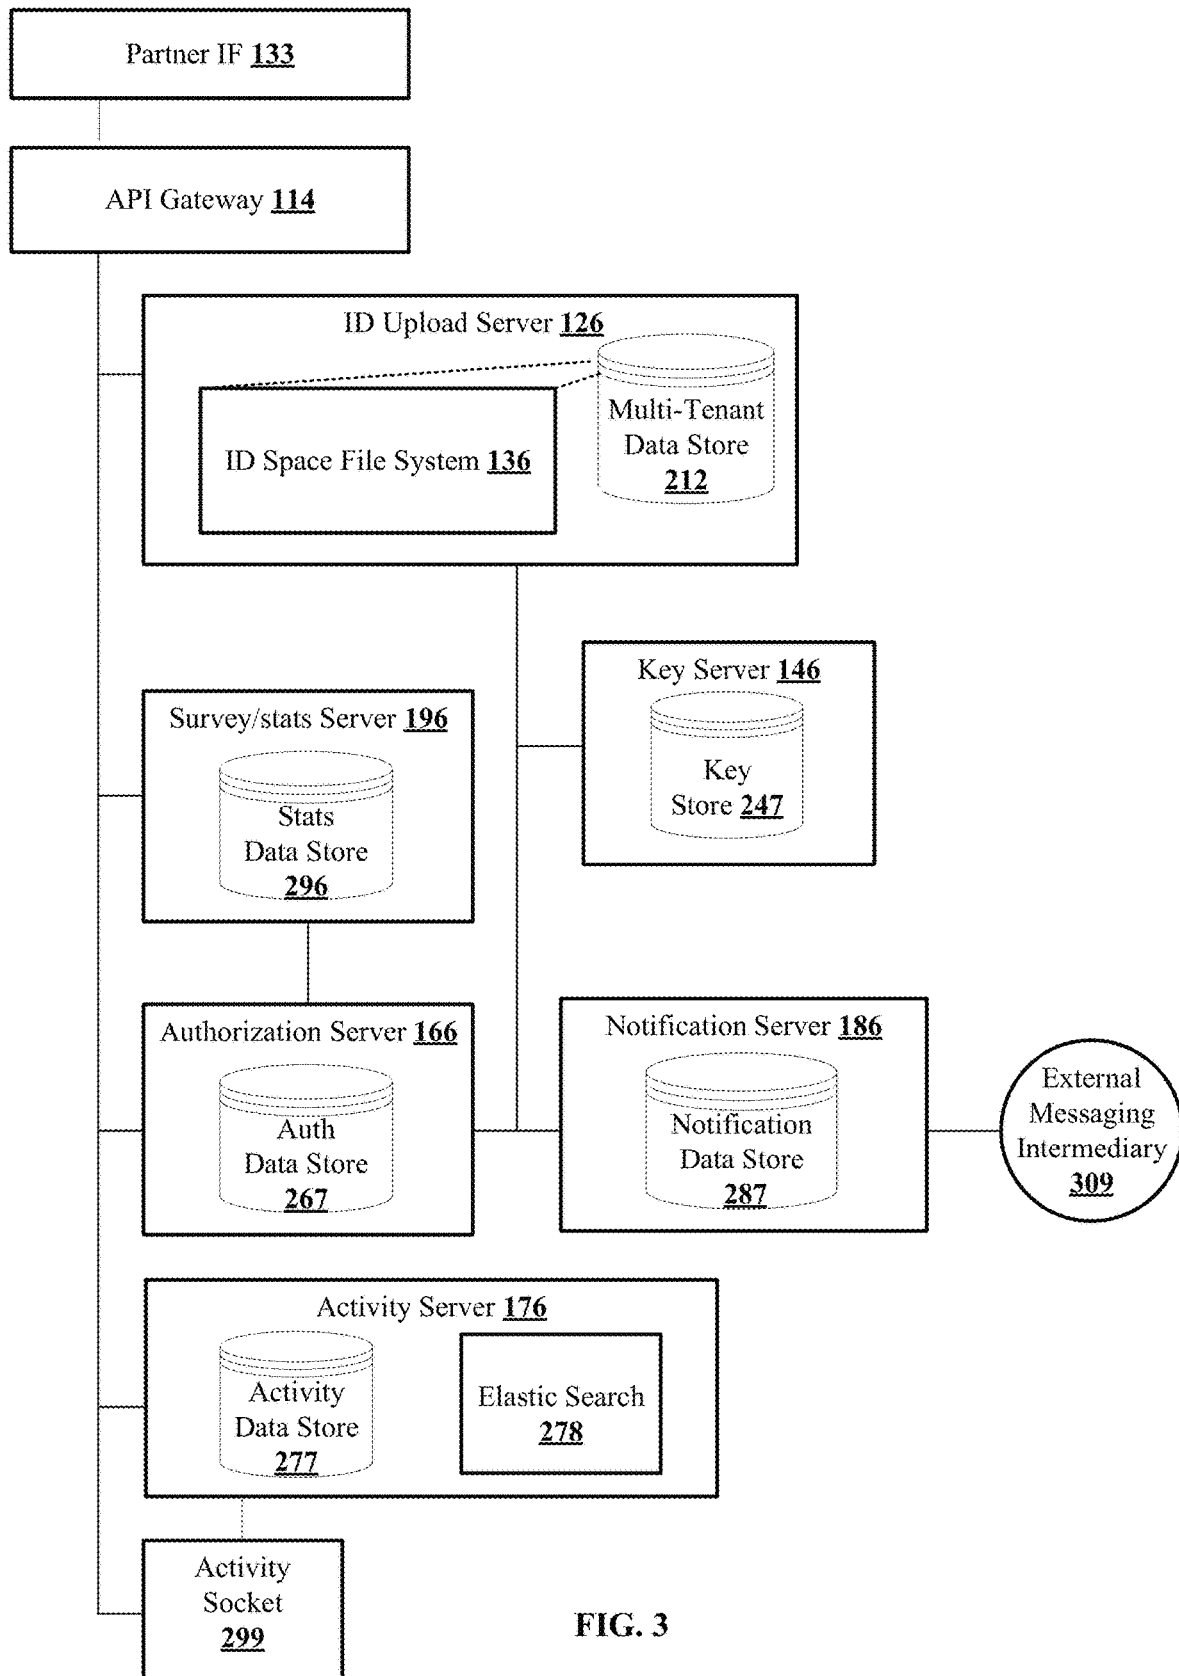 Partner IF 133
API Gateway 114
ID Upload Server 126
ID Space File System 136
Multi-Tenant
Data Store
212
Key Server 146
Key
Store 247
Survey/stats Server 196
Stats
Data Store
296
Authorization Server 166
Auth
Data Store
267
Notification Server 186
Notification
Data Store
287
External
Messaging
Intermediary
309
Activity Server 176
Activity
Data Store
277
Elastic Search
278
Activity
Socket
299
FIG. 3